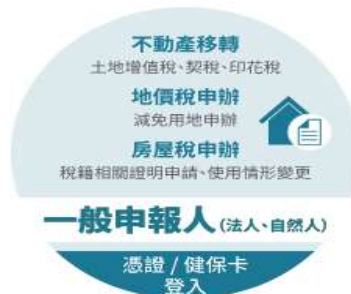 不動產移轉
土地增值稅、契稅、印花稅
地價稅申辦
減免用地申辦
房屋稅申辦
稅籍相關證明申請、使用情形變更
一般申報人(法人、自然人)
憑證 / 健保卡
登入